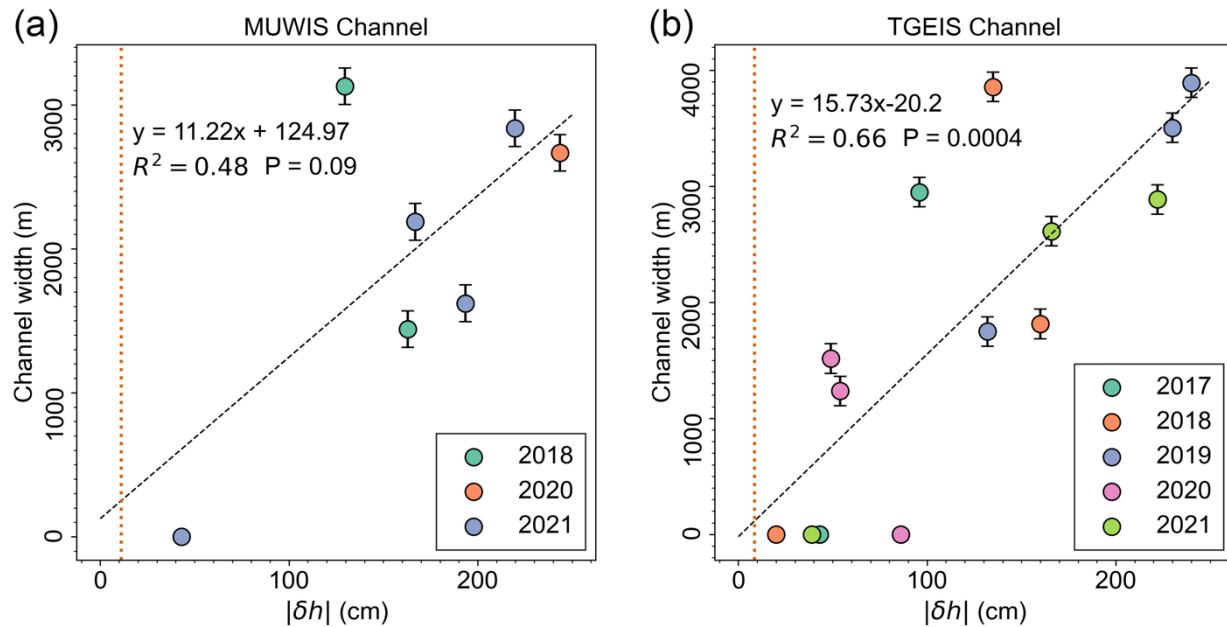 (a)
MUWIS Channel
y = 11.22x + 124.97
R² = 0.48 P = 0.09
Channel width (m)
3000
2000
1000
0
2018
2020
2021
0 100 200
|δh| (cm)
(b)
TGEIS Channel
y = 15.73x-20.2
R² = 0.66 P = 0.0004
Channel width (m)
4000
3000
2000
1000
0
2017
2018
2019
2020
2021
0 100 200
|δh| (cm)